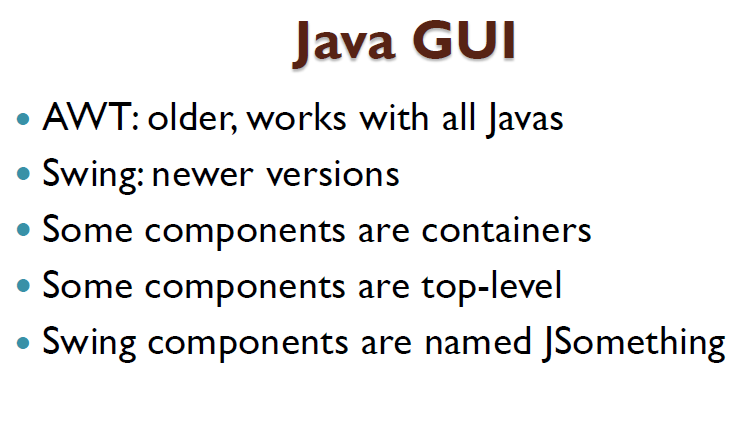 Java GUI
• AWT: older, works with all Javas
• Swing: newer versions
• Some components are containers
• Some components are top-level
• Swing components are named JSomething